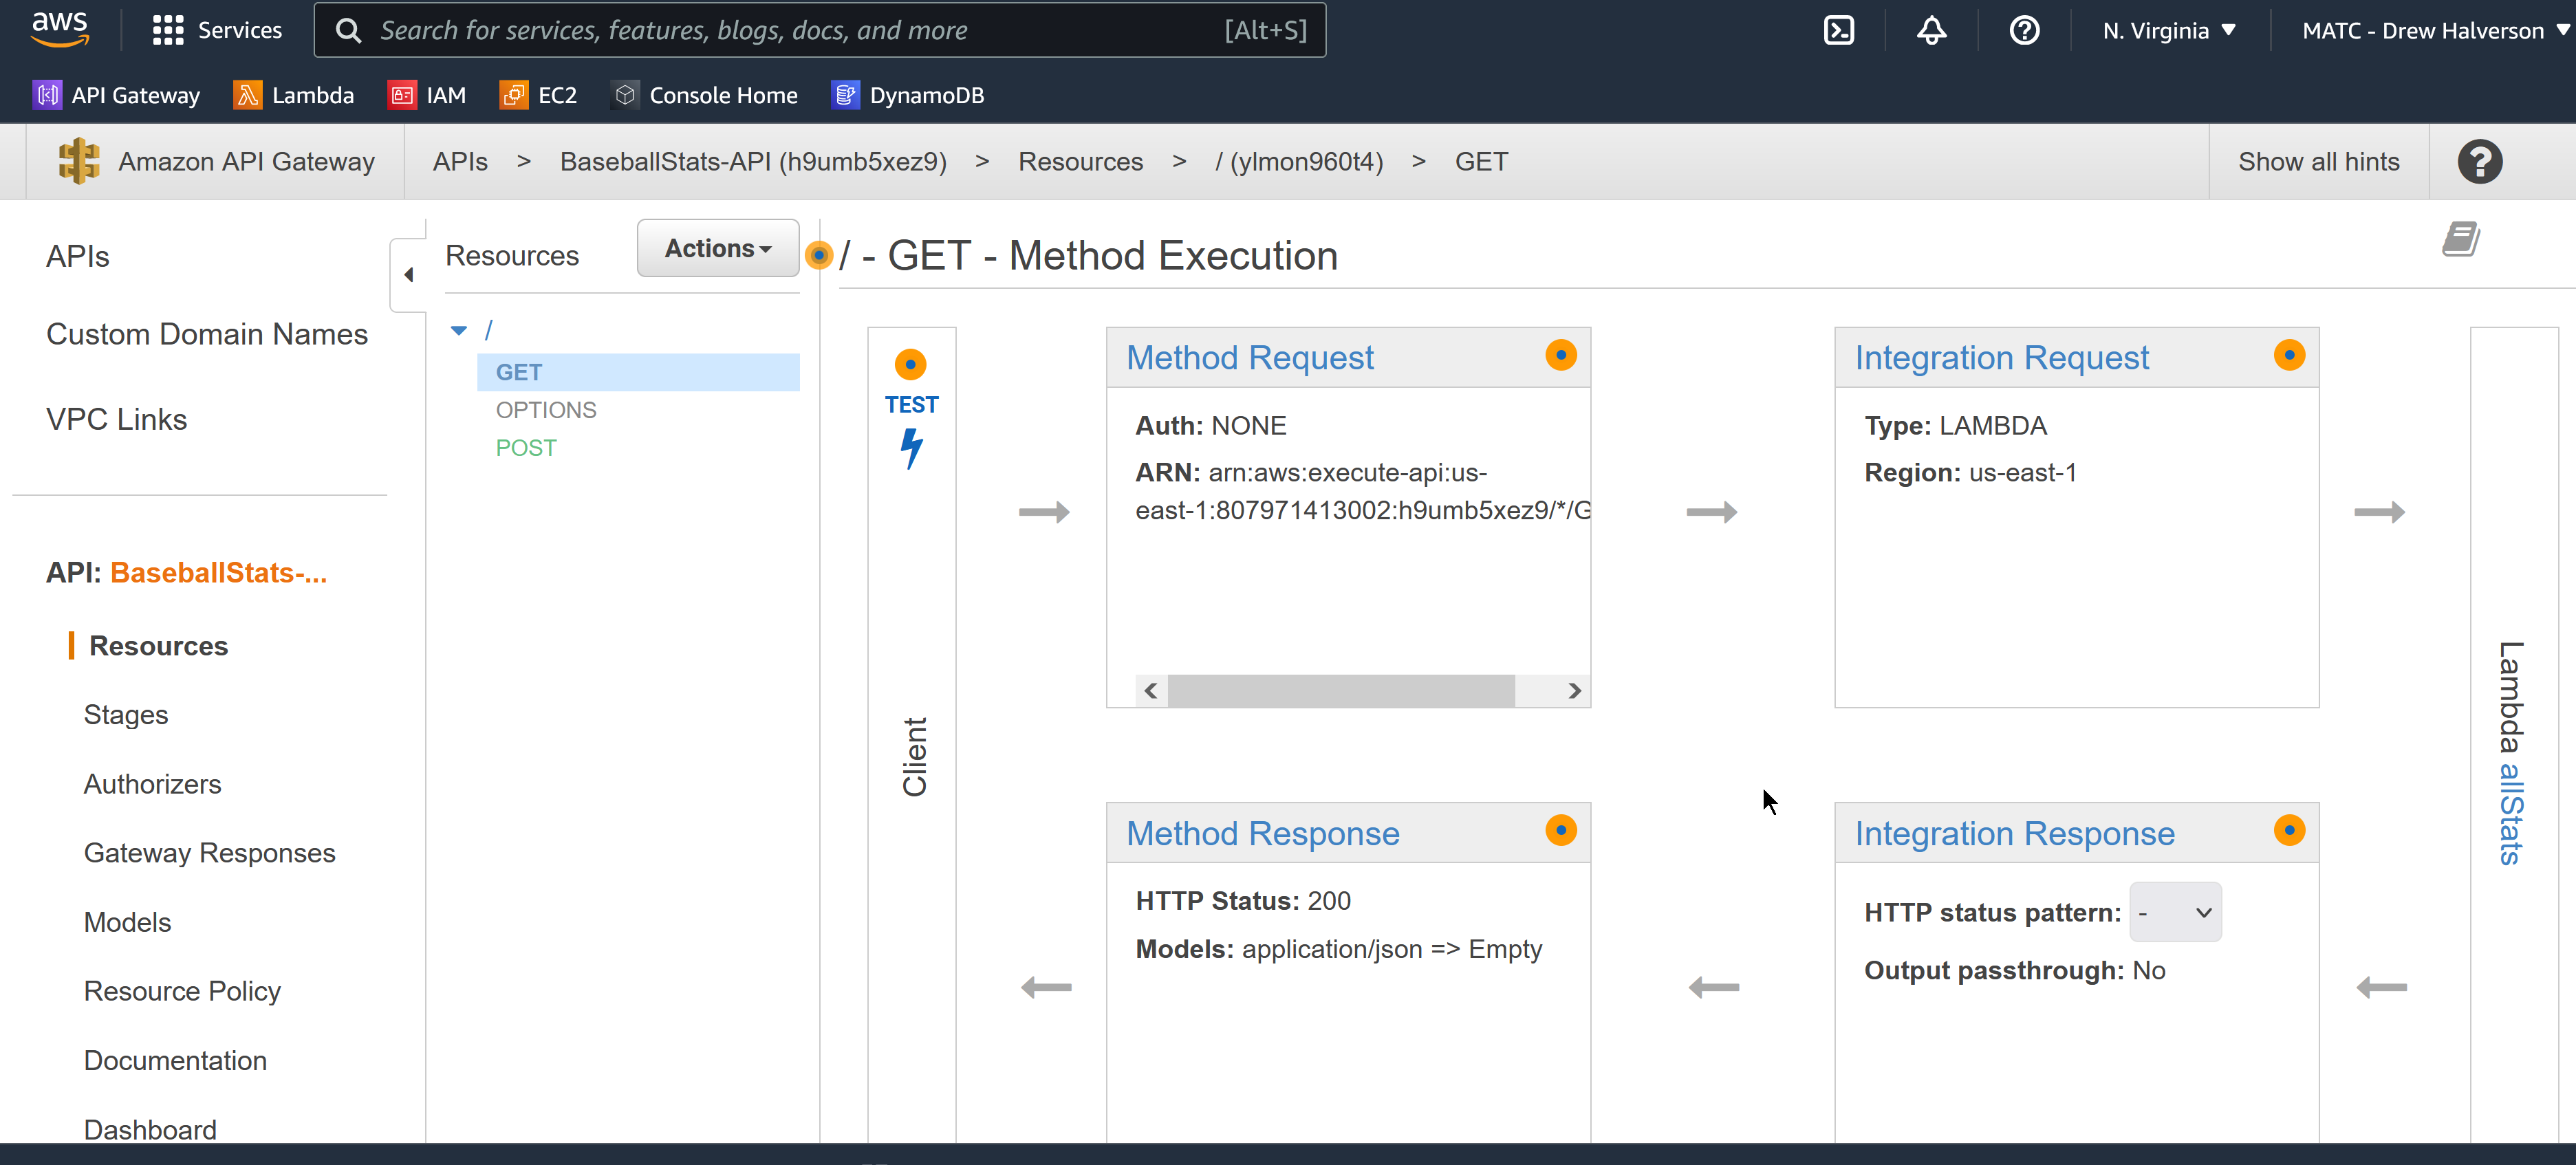 aws Services Search for services, features, blogs, docs, and more [Alt+S] N. Virginia MATC - Drew Halverson
API Gateway Lambda IAM EC2 Console Home DynamoDB
Amazon API Gateway APIs > BaseballStats-API (h9umb5xez9) > Resources > / (ylmon960t4) > GET Show all hints
APIs
Custom Domain Names
VPC Links
API: BaseballStats-...
Resources
Stages
Authorizers
Gateway Responses
Models
Resource Policy
Documentation
Dashboard
Resources Actions
/
GET
OPTIONS
POST
/ - GET - Method Execution
TEST
Client
Method Request
Auth: NONE
ARN: arn:aws:execute-api:us-
east-1:807971413002:h9umb5xez9/*/G
Integration Request
Type: LAMBDA
Region: us-east-1
Lambda allStats
Method Response
HTTP Status: 200
Models: application/json => Empty
Integration Response
HTTP status pattern: -
Output passthrough: No